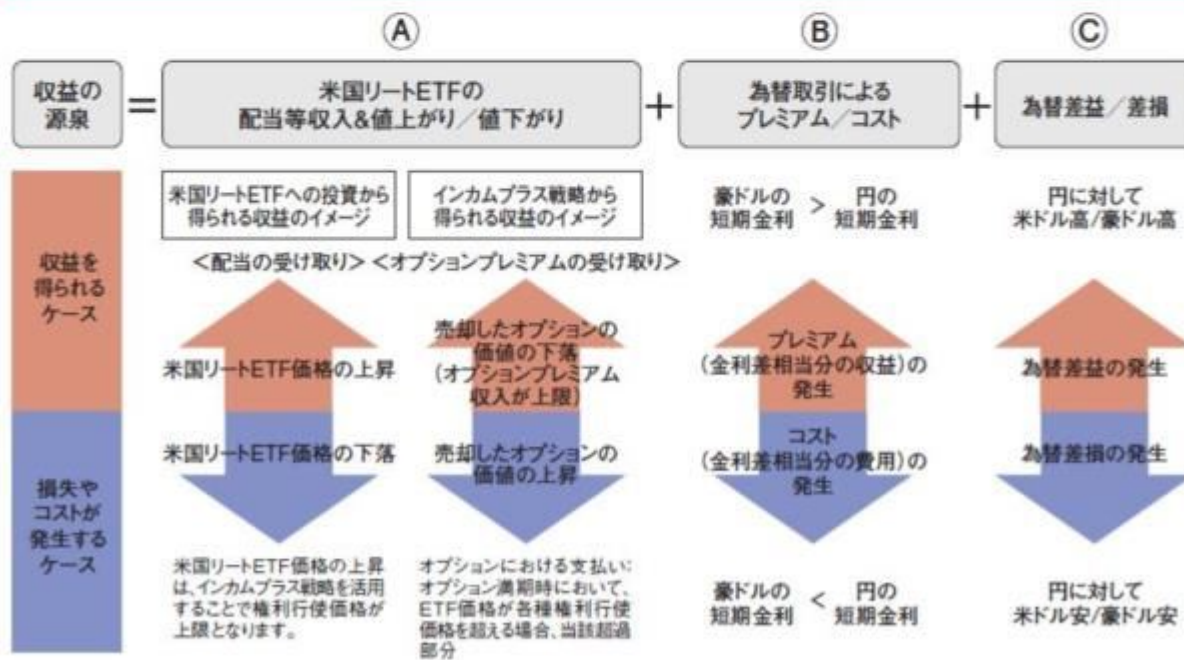 Ⓐ
Ⓑ
Ⓒ
収益の
源泉
=
米国リートETFの
配当等収入&値上がり/値下がり
+
為替取引による
プレミアム/コスト
+
為替差益/差損
収益を
得られる
ケース
米国リートETFへの投資から
得られる収益のイメージ
インカムプラス戦略から
得られる収益のイメージ
<配当の受け取り>
<オプションプレミアムの受け取り>
米国リートETF価格の上昇
売却したオプションの
価値の下落
(オプションプレミアム
収入が上限)
豪ドルの
短期金利
>
円の
短期金利
プレミアム
(金利差相当分の収益)の
発生
円に対して
米ドル高/豪ドル高
為替差益の発生
損失や
コストが
発生する
ケース
米国リートETF価格の下落
米国リートETF価格の上昇
は、インカムプラス戦略を活用
することで権利行使価格が
上限となります。
売却したオプションの
価値の上昇
オプションにおける支払い:
オプション満期時において、
ETF価格が各種権利行使
価格を超える場合、当該超過
部分
コスト
(金利差相当分の費用)の
発生
豪ドルの
短期金利
<
円の
短期金利
為替差損の発生
円に対して
米ドル安/豪ドル安